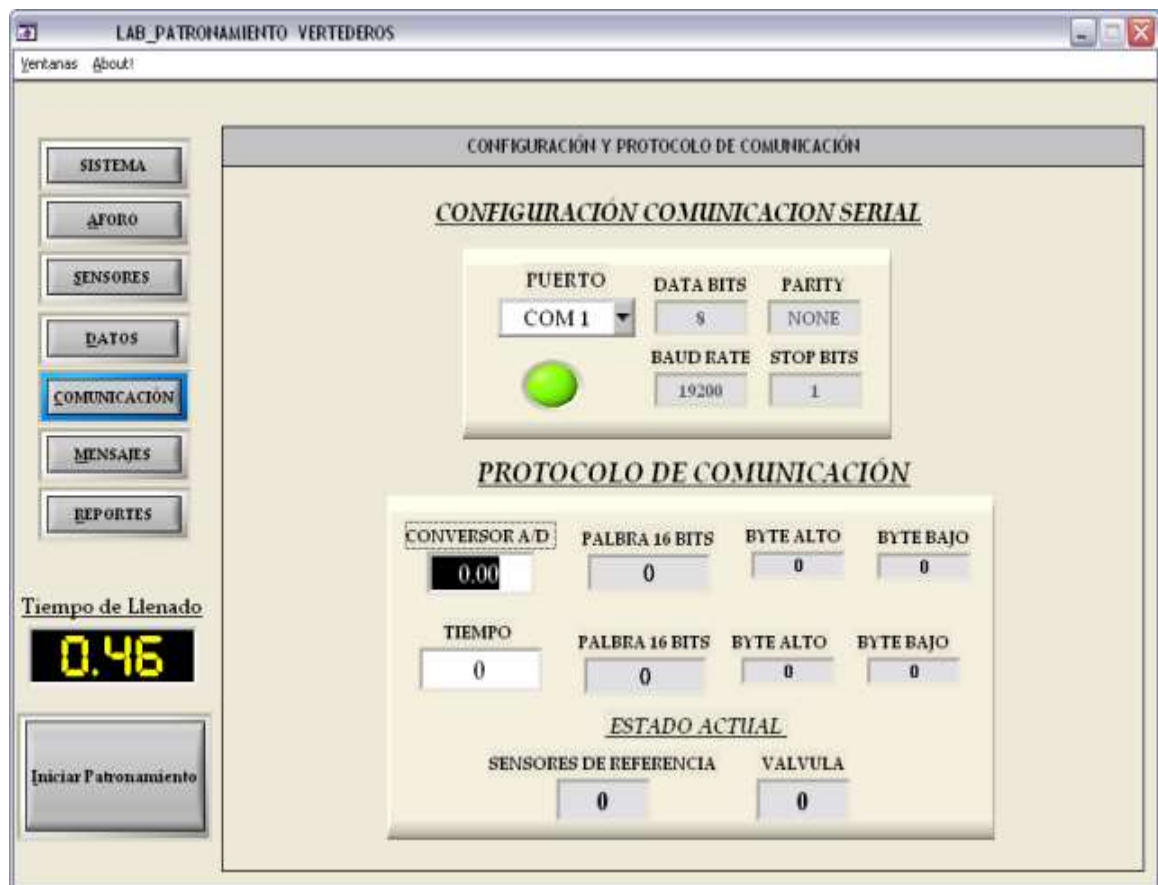 LAB_PATRONAMIENTO VERTEDEROS
Ventanas About!
SISTEMA
AFORO
SENSORES
DATOS
COMUNICACIÓN
MENSAJES
REPORTES
Tiempo de Llenado
0.46
Iniciar Patronamiento
CONFIGURACIÓN Y PROTOCOLO DE COMUNICACIÓN
CONFIGURACIÓN COMUNICACION SERIAL
PUERTO DATA BITS PARITY
COM 1 8 NONE
BAUD RATE STOP BITS
19200 1
PROTOCOLO DE COMUNICACIÓN
CONVERSOR A/D PALBRA 16 BITS BYTE ALTO BYTE BAJO
0.00 0 0 0
TIEMPO PALBRA 16 BITS BYTE ALTO BYTE BAJO
0 0 0 0
ESTADO ACTUAL
SENSORES DE REFERENCIA VALVULA
0 0